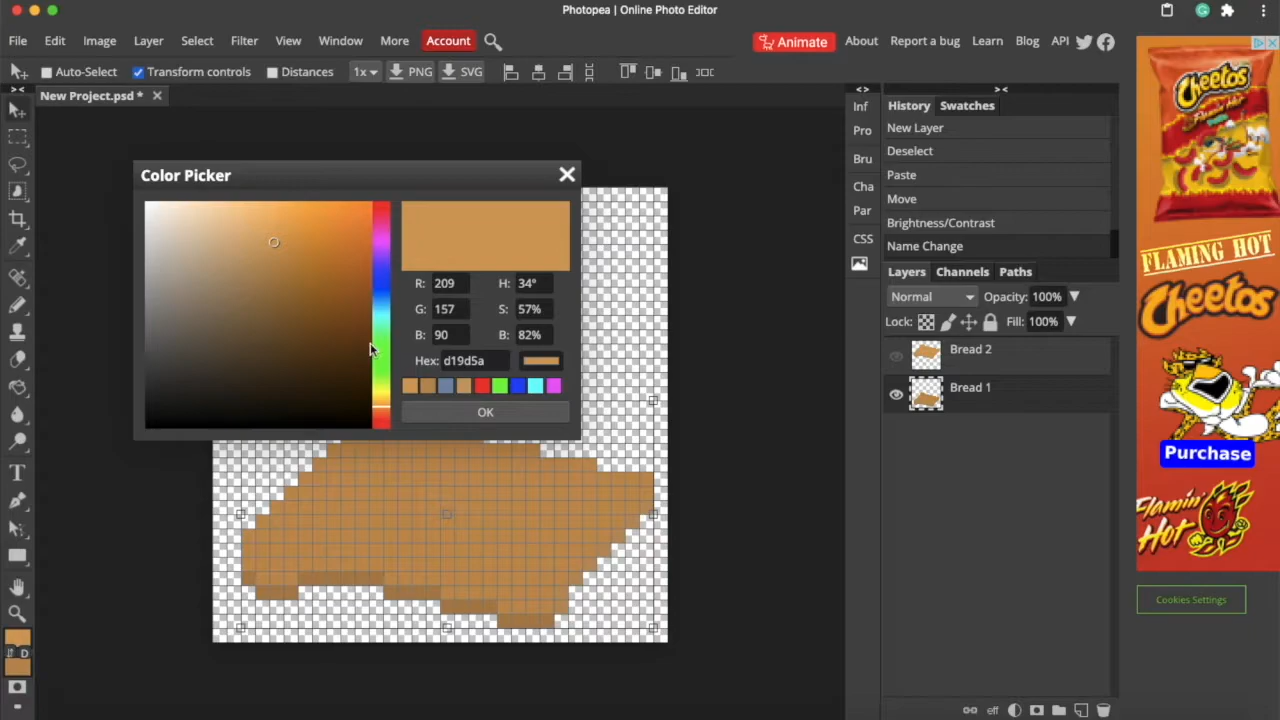 Photopea | Online Photo Editor
File Edit Image Layer Select Filter View Window More Account
Animate About Report a bug Learn Blog API
Auto-Select Transform controls Distances 1x PNG SVG
New Project.psd *
Color Picker
R: 209 H: 34°
G: 157 S: 57%
B: 90 B: 82%
Hex: d19d5a
OK
D
Inf
Pro
Bru
Cha
Par
CSS
History Swatches
New Layer
Deselect
Paste
Move
Brightness/Contrast
Name Change
Layers Channels Paths
Normal Opacity: 100%
Lock: Fill: 100%
Bread 2
Bread 1
eff
Cheetos
FLAMING HOT
Cheetos
Purchase
Flamin'
Hot
Cookies Settings